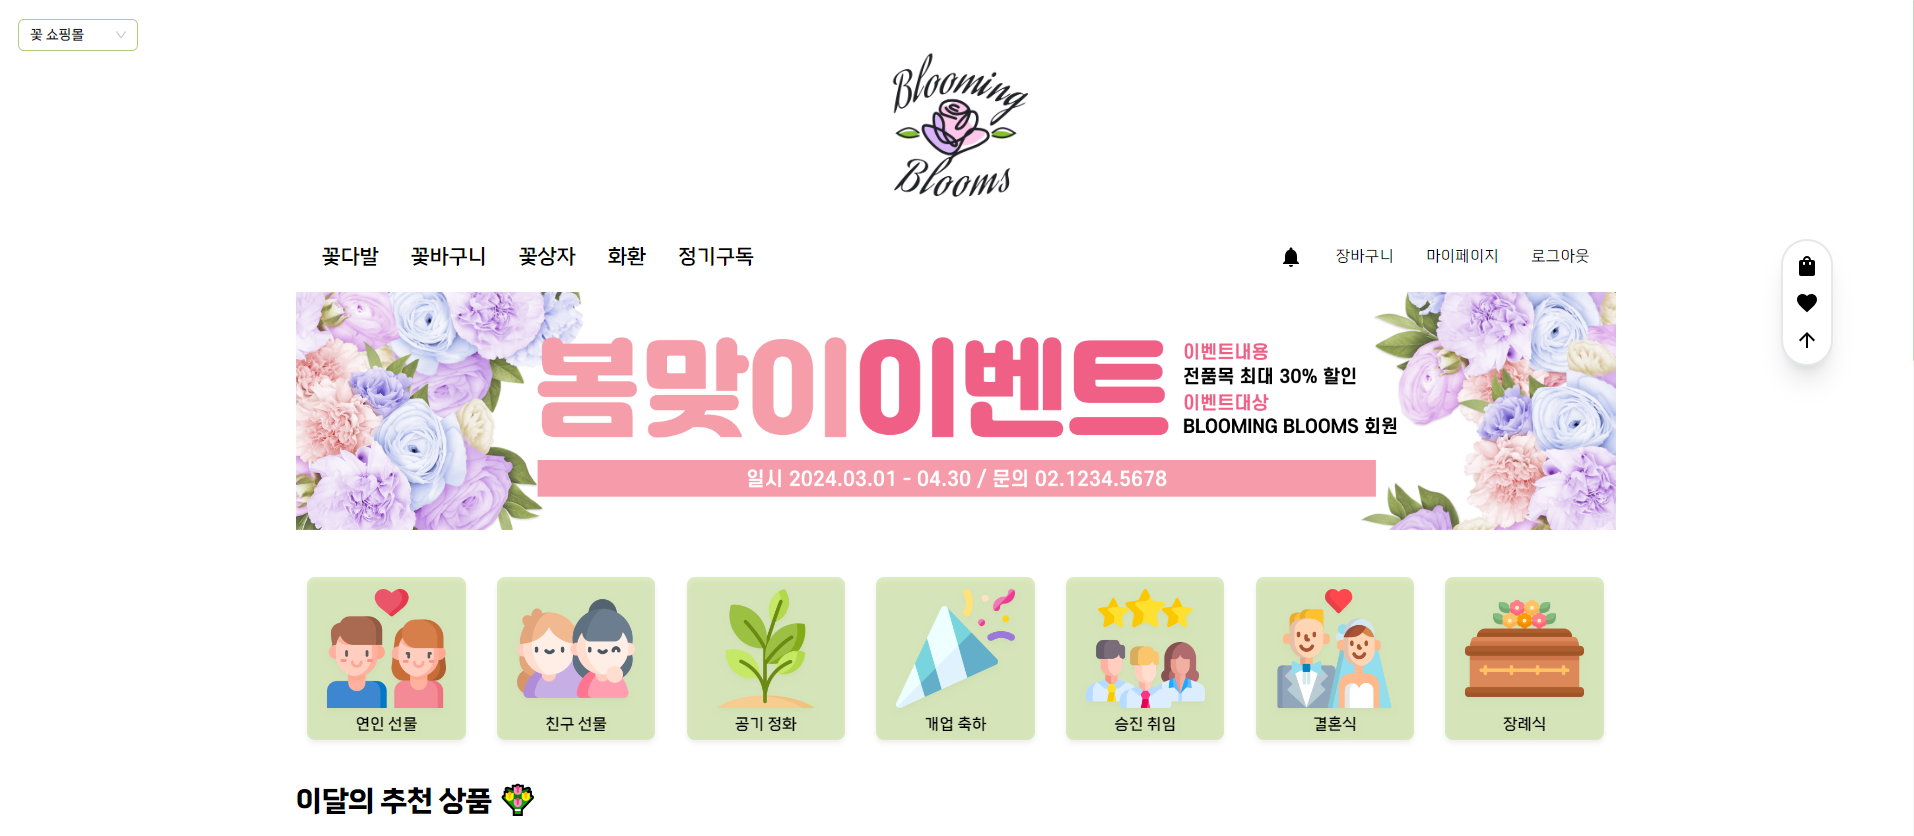 꽃 쇼핑몰
Blooming
Blooms
꽃다발 꽃바구니 꽃상자 화환 정기구독
장바구니 마이페이지 로그아웃
봄맞이이벤트
이벤트내용
전품목 최대 30% 할인
이벤트대상
BLOOMING BLOOMS 회원
일시 2024.03.01 - 04.30 / 문의 02.1234.5678
연인 선물
친구 선물
공기 정화
개업 축하
승진 취임
결혼식
장례식
이달의 추천 상품